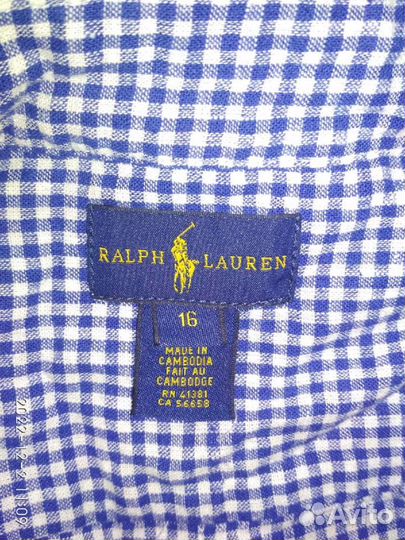 RALPH LAUREN
16
MADE IN
CAMBODIA
FAIT AU
CAMBODGE
RN 41381
CA 56658
Avito